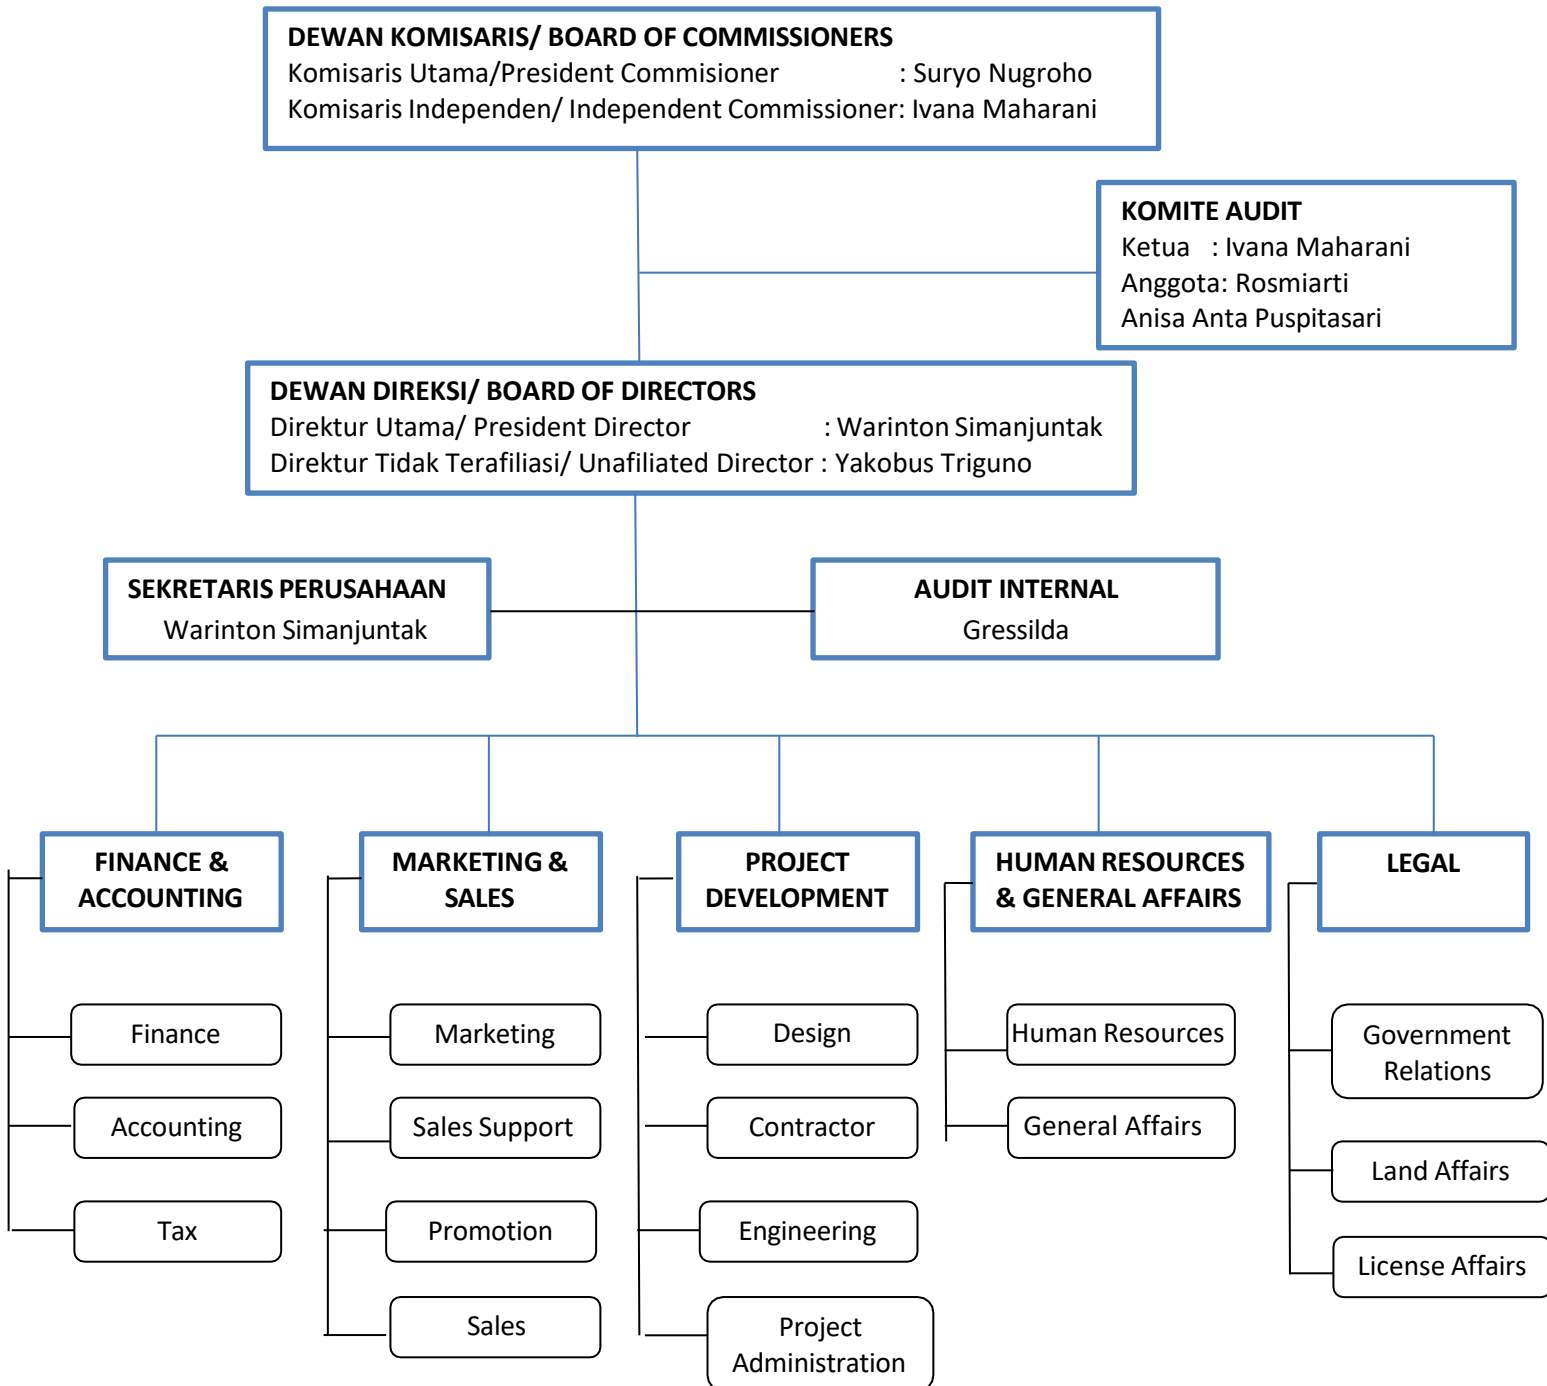 DEWAN KOMISARIS/ BOARD OF COMMISSIONERS
Komisaris Utama/President Commisioner : Suryo Nugroho
Komisaris Independen/ Independent Commissioner: Ivana Maharani
KOMITE AUDIT
Ketua : Ivana Maharani
Anggota: Rosmiarti
Anisa Anta Puspitasari
DEWAN DIREKSI/ BOARD OF DIRECTORS
Direktur Utama/ President Director : Warinton Simanjuntak
Direktur Tidak Terafiliasi/ Unafiliated Director : Yakobus Triguno
SEKRETARIS PERUSAHAAN
Warinton Simanjuntak
AUDIT INTERNAL
Gressilda
FINANCE &
ACCOUNTING
MARKETING &
SALES
PROJECT
DEVELOPMENT
HUMAN RESOURCES
& GENERAL AFFAIRS
LEGAL
Finance
Accounting
Tax
Marketing
Sales Support
Promotion
Sales
Design
Contractor
Engineering
Project
Administration
Human Resources
General Affairs
Government
Relations
Land Affairs
License Affairs